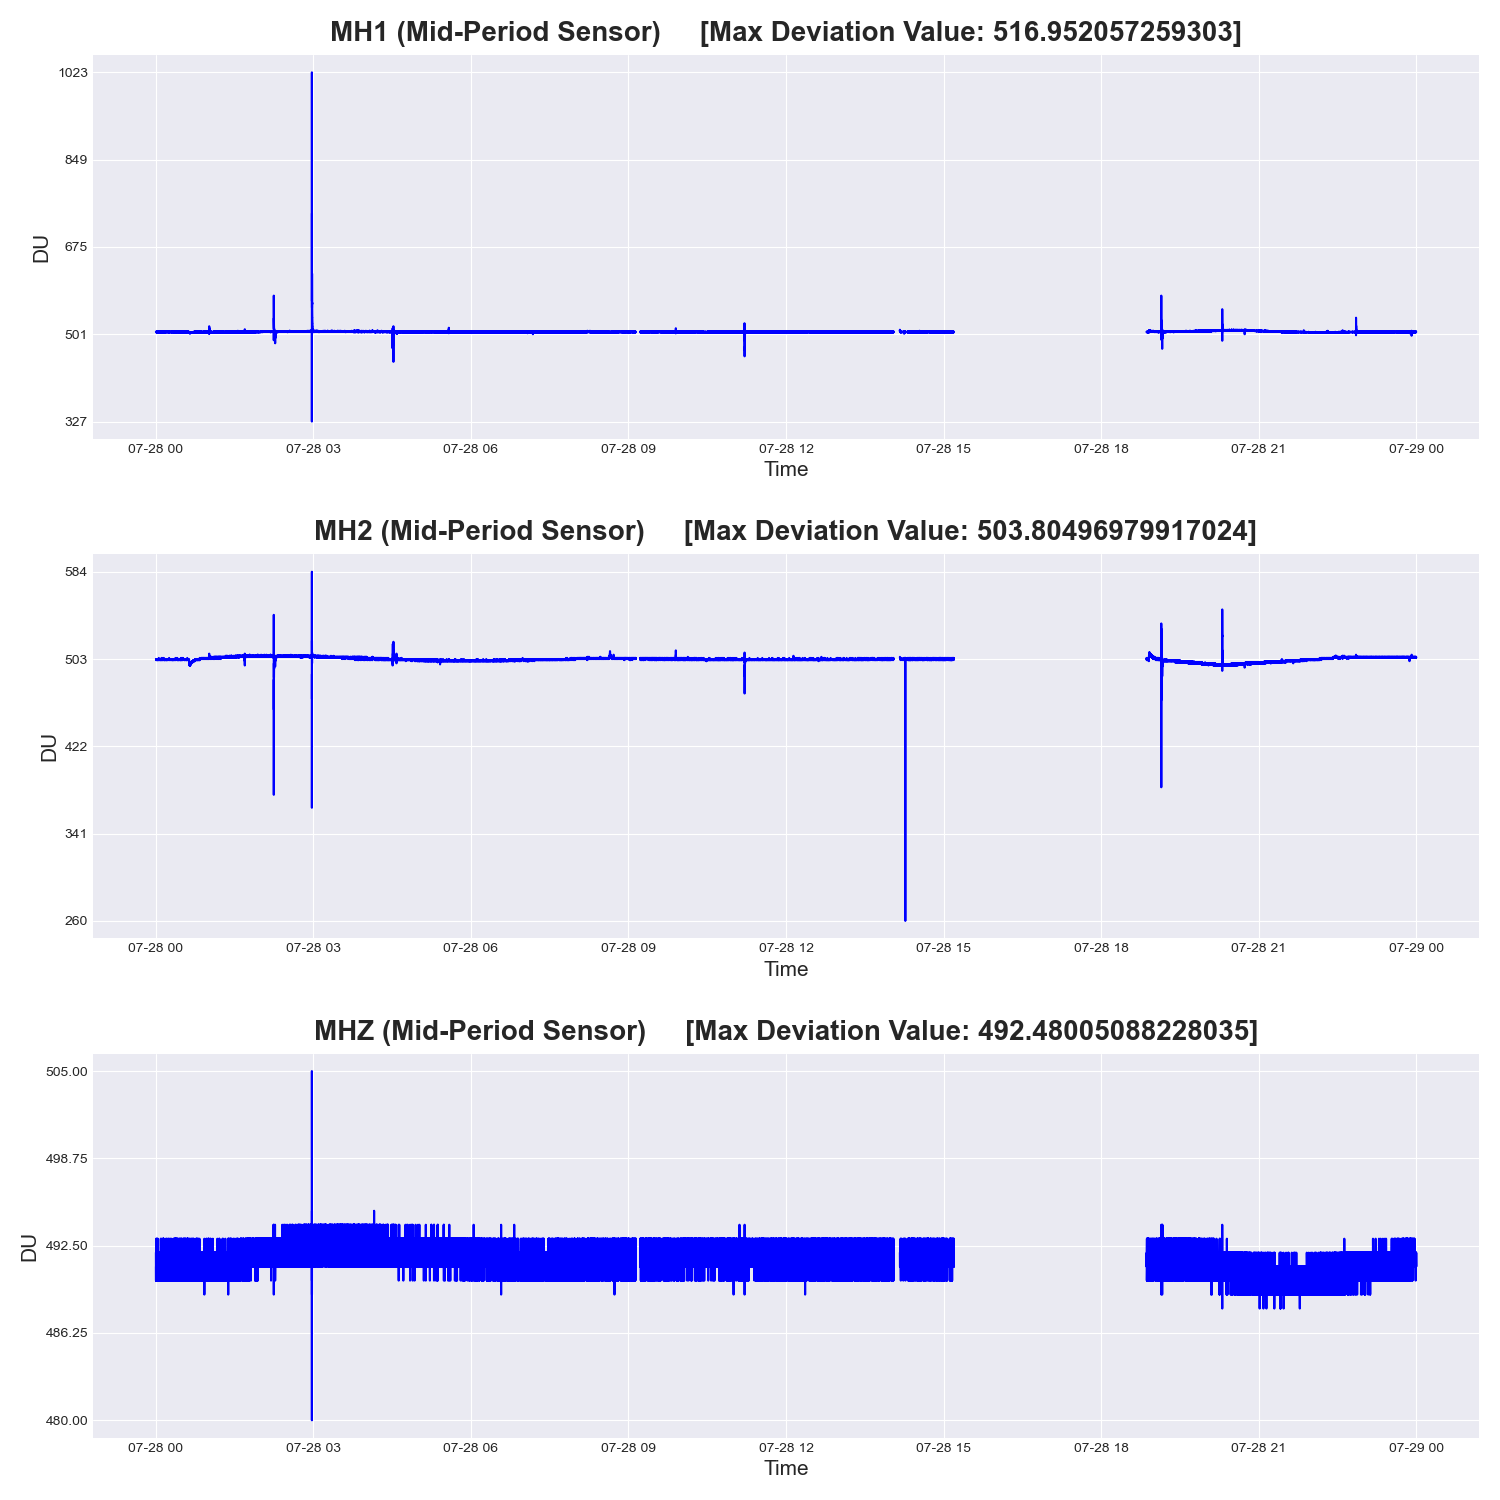 MH1 (Mid-Period Sensor) [Max Deviation Value: 516.952057259303]
1023
849
675
501
327
DU
07-28 00 07-28 03 07-28 06 07-28 09 07-28 12 07-28 15 07-28 18 07-28 21 07-29 00
Time
MH2 (Mid-Period Sensor) [Max Deviation Value: 503.80496979917024]
584
503
422
341
260
DU
07-28 00 07-28 03 07-28 06 07-28 09 07-28 12 07-28 15 07-28 18 07-28 21 07-29 00
Time
MHZ (Mid-Period Sensor) [Max Deviation Value: 492.48005088228035]
505.00
498.75
492.50
486.25
480.00
DU
07-28 00 07-28 03 07-28 06 07-28 09 07-28 12 07-28 15 07-28 18 07-28 21 07-29 00
Time